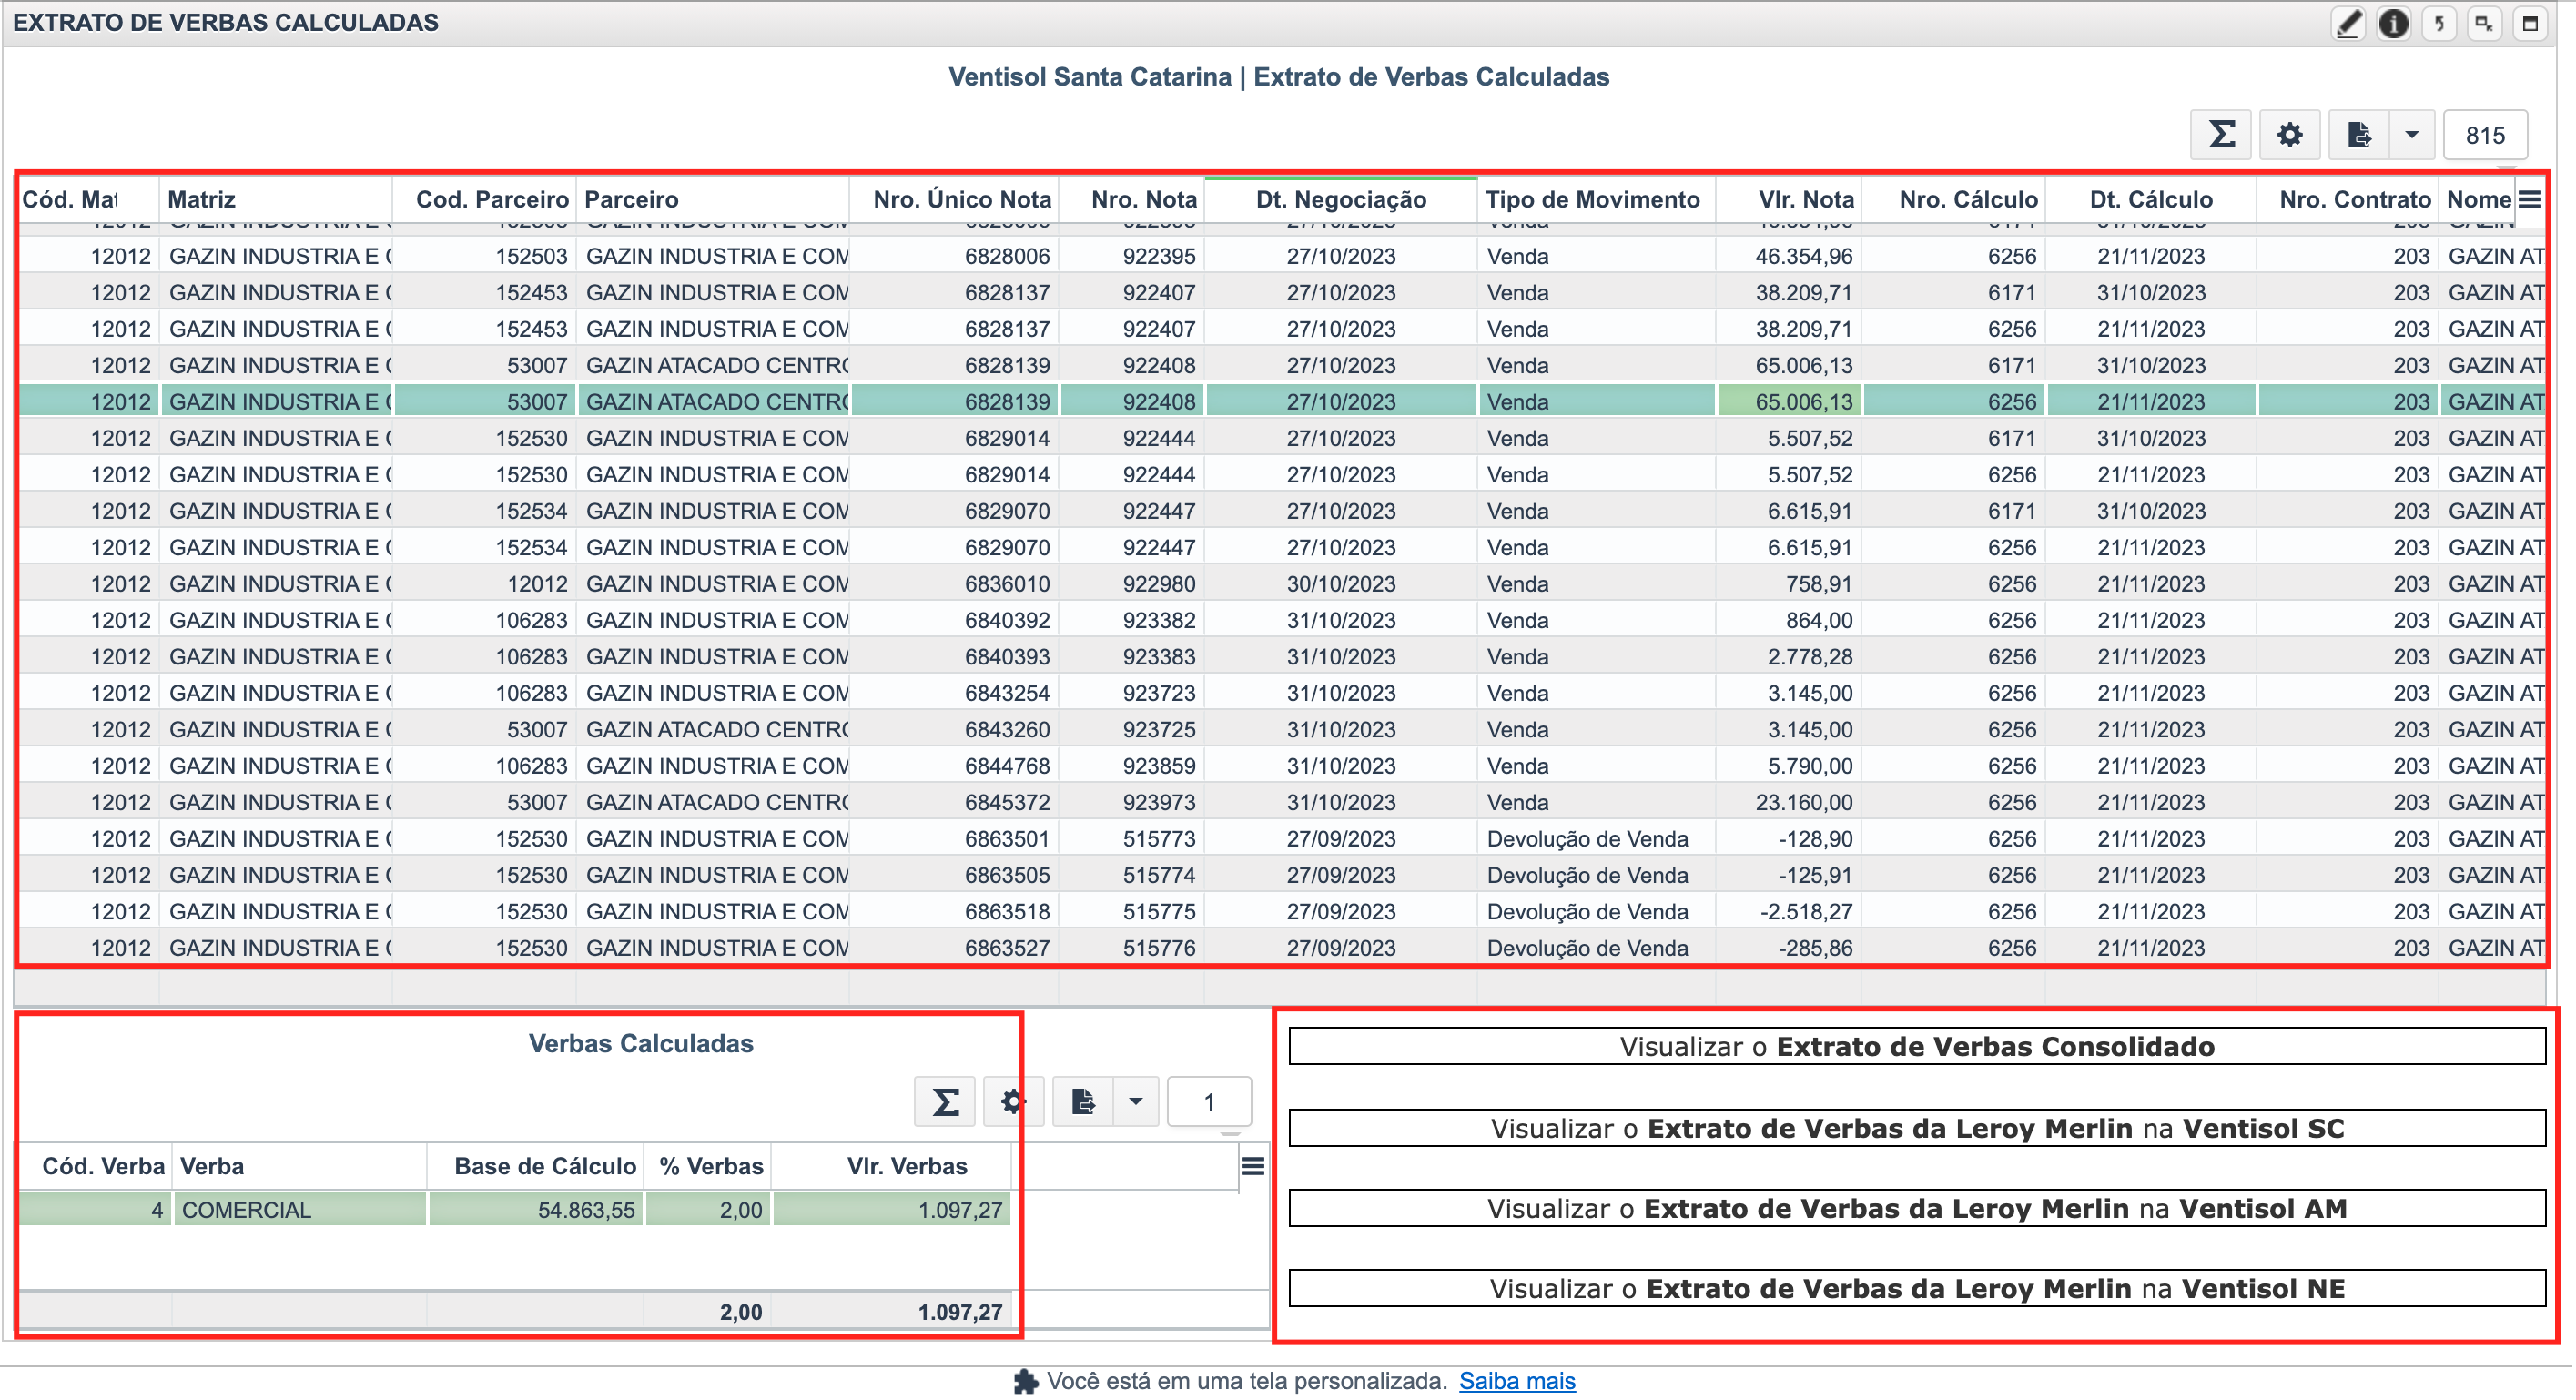 EXTRATO DE VERBAS CALCULADAS
Ventisol Santa Catarina | Extrato de Verbas Calculadas
815
Cód. Mat Matriz Cod. Parceiro Parceiro Nro. Único Nota Nro. Nota Dt. Negociação Tipo de Movimento Vlr. Nota Nro. Cálculo Dt. Cálculo Nro. Contrato Nome
12012 GAZIN INDUSTRIA E 152503 GAZIN INDUSTRIA E COM 6828006 922395 27/10/2023 Venda 46.354,96 6256 21/11/2023 203 GAZIN AT
12012 GAZIN INDUSTRIA E 152453 GAZIN INDUSTRIA E COM 6828137 922407 27/10/2023 Venda 38.209,71 6171 31/10/2023 203 GAZIN AT
12012 GAZIN INDUSTRIA E 152453 GAZIN INDUSTRIA E COM 6828137 922407 27/10/2023 Venda 38.209,71 6256 21/11/2023 203 GAZIN AT
12012 GAZIN INDUSTRIA E 53007 GAZIN ATACADO CENTRO 6828139 922408 27/10/2023 Venda 65.006,13 6171 31/10/2023 203 GAZIN AT
12012 GAZIN INDUSTRIA E 53007 GAZIN ATACADO CENTRO 6828139 922408 27/10/2023 Venda 65.006,13 6256 21/11/2023 203 GAZIN AT
12012 GAZIN INDUSTRIA E 152530 GAZIN INDUSTRIA E COM 6829014 922444 27/10/2023 Venda 5.507,52 6171 31/10/2023 203 GAZIN AT
12012 GAZIN INDUSTRIA E 152530 GAZIN INDUSTRIA E COM 6829014 922444 27/10/2023 Venda 5.507,52 6256 21/11/2023 203 GAZIN AT
12012 GAZIN INDUSTRIA E 152534 GAZIN INDUSTRIA E COM 6829070 922447 27/10/2023 Venda 6.615,91 6171 31/10/2023 203 GAZIN AT
12012 GAZIN INDUSTRIA E 152534 GAZIN INDUSTRIA E COM 6829070 922447 27/10/2023 Venda 6.615,91 6256 21/11/2023 203 GAZIN AT
12012 GAZIN INDUSTRIA E 12012 GAZIN INDUSTRIA E COM 6836010 922980 30/10/2023 Venda 758,91 6256 21/11/2023 203 GAZIN AT
12012 GAZIN INDUSTRIA E 106283 GAZIN INDUSTRIA E COM 6840392 923382 31/10/2023 Venda 864,00 6256 21/11/2023 203 GAZIN AT
12012 GAZIN INDUSTRIA E 106283 GAZIN INDUSTRIA E COM 6840393 923383 31/10/2023 Venda 2.778,28 6256 21/11/2023 203 GAZIN AT
12012 GAZIN INDUSTRIA E 106283 GAZIN INDUSTRIA E COM 6843254 923723 31/10/2023 Venda 3.145,00 6256 21/11/2023 203 GAZIN AT
12012 GAZIN INDUSTRIA E 53007 GAZIN ATACADO CENTRO 6843260 923725 31/10/2023 Venda 3.145,00 6256 21/11/2023 203 GAZIN AT
12012 GAZIN INDUSTRIA E 106283 GAZIN INDUSTRIA E COM 6844768 923859 31/10/2023 Venda 5.790,00 6256 21/11/2023 203 GAZIN AT
12012 GAZIN INDUSTRIA E 53007 GAZIN ATACADO CENTRO 6845372 923973 31/10/2023 Venda 23.160,00 6256 21/11/2023 203 GAZIN AT
12012 GAZIN INDUSTRIA E 152530 GAZIN INDUSTRIA E COM 6863501 515773 27/09/2023 Devolução de Venda -128,90 6256 21/11/2023 203 GAZIN AT
12012 GAZIN INDUSTRIA E 152530 GAZIN INDUSTRIA E COM 6863505 515774 27/09/2023 Devolução de Venda -125,91 6256 21/11/2023 203 GAZIN AT
12012 GAZIN INDUSTRIA E 152530 GAZIN INDUSTRIA E COM 6863518 515775 27/09/2023 Devolução de Venda -2.518,27 6256 21/11/2023 203 GAZIN AT
12012 GAZIN INDUSTRIA E 152530 GAZIN INDUSTRIA E COM 6863527 515776 27/09/2023 Devolução de Venda -285,86 6256 21/11/2023 203 GAZIN AT
Verbas Calculadas
1
Cód. Verba Verba Base de Cálculo % Verbas Vlr. Verbas
4 COMERCIAL 54.863,55 2,00 1.097,27
2,00 1.097,27
Visualizar o Extrato de Verbas Consolidado
Visualizar o Extrato de Verbas da Leroy Merlin na Ventisol SC
Visualizar o Extrato de Verbas da Leroy Merlin na Ventisol AM
Visualizar o Extrato de Verbas da Leroy Merlin na Ventisol NE
Você está em uma tela personalizada. Saiba mais